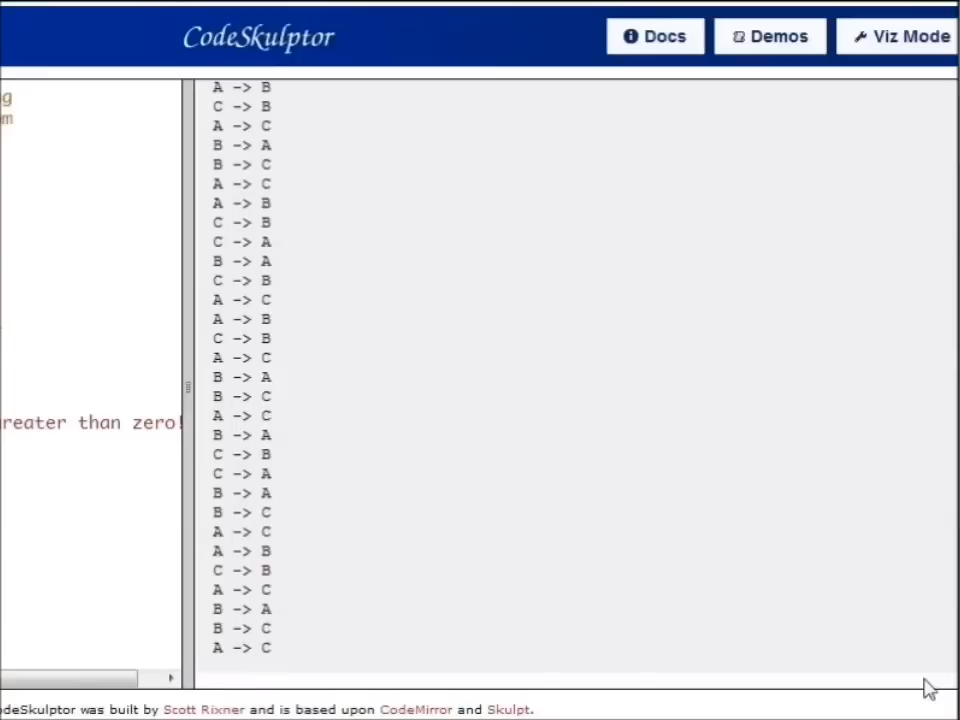 CodeSkulptor
Docs
Demos
Viz Mode
g
m
reater than zero!
A -> B
C -> B
A -> C
B -> A
B -> C
A -> C
A -> B
C -> B
C -> A
B -> A
C -> B
A -> C
A -> B
C -> B
A -> C
B -> A
B -> C
A -> C
B -> A
C -> B
C -> A
B -> A
B -> C
A -> C
A -> B
C -> B
A -> C
B -> A
B -> C
A -> C
odeSkulptor was built by Scott Rixner and is based upon CodeMirror and Skulpt.